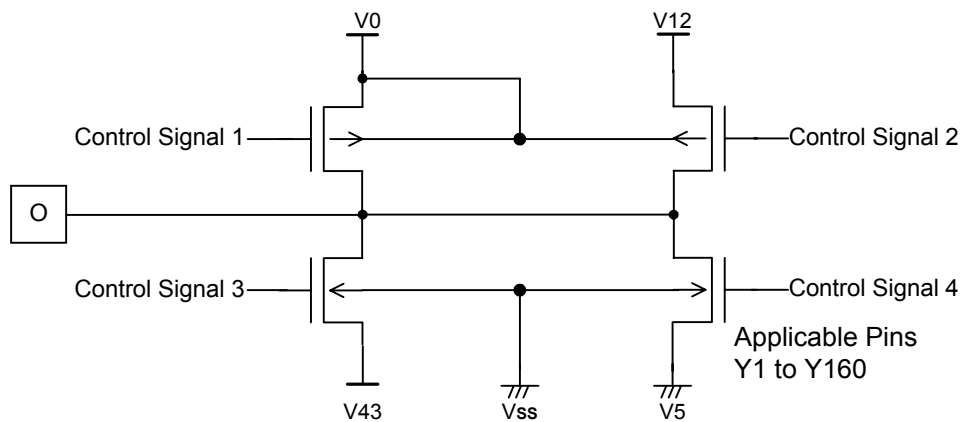 V0
V12
Control Signal 1
Control Signal 2
O
Control Signal 3
Control Signal 4
Applicable Pins
Y1 to Y160
V43
Vss
V5